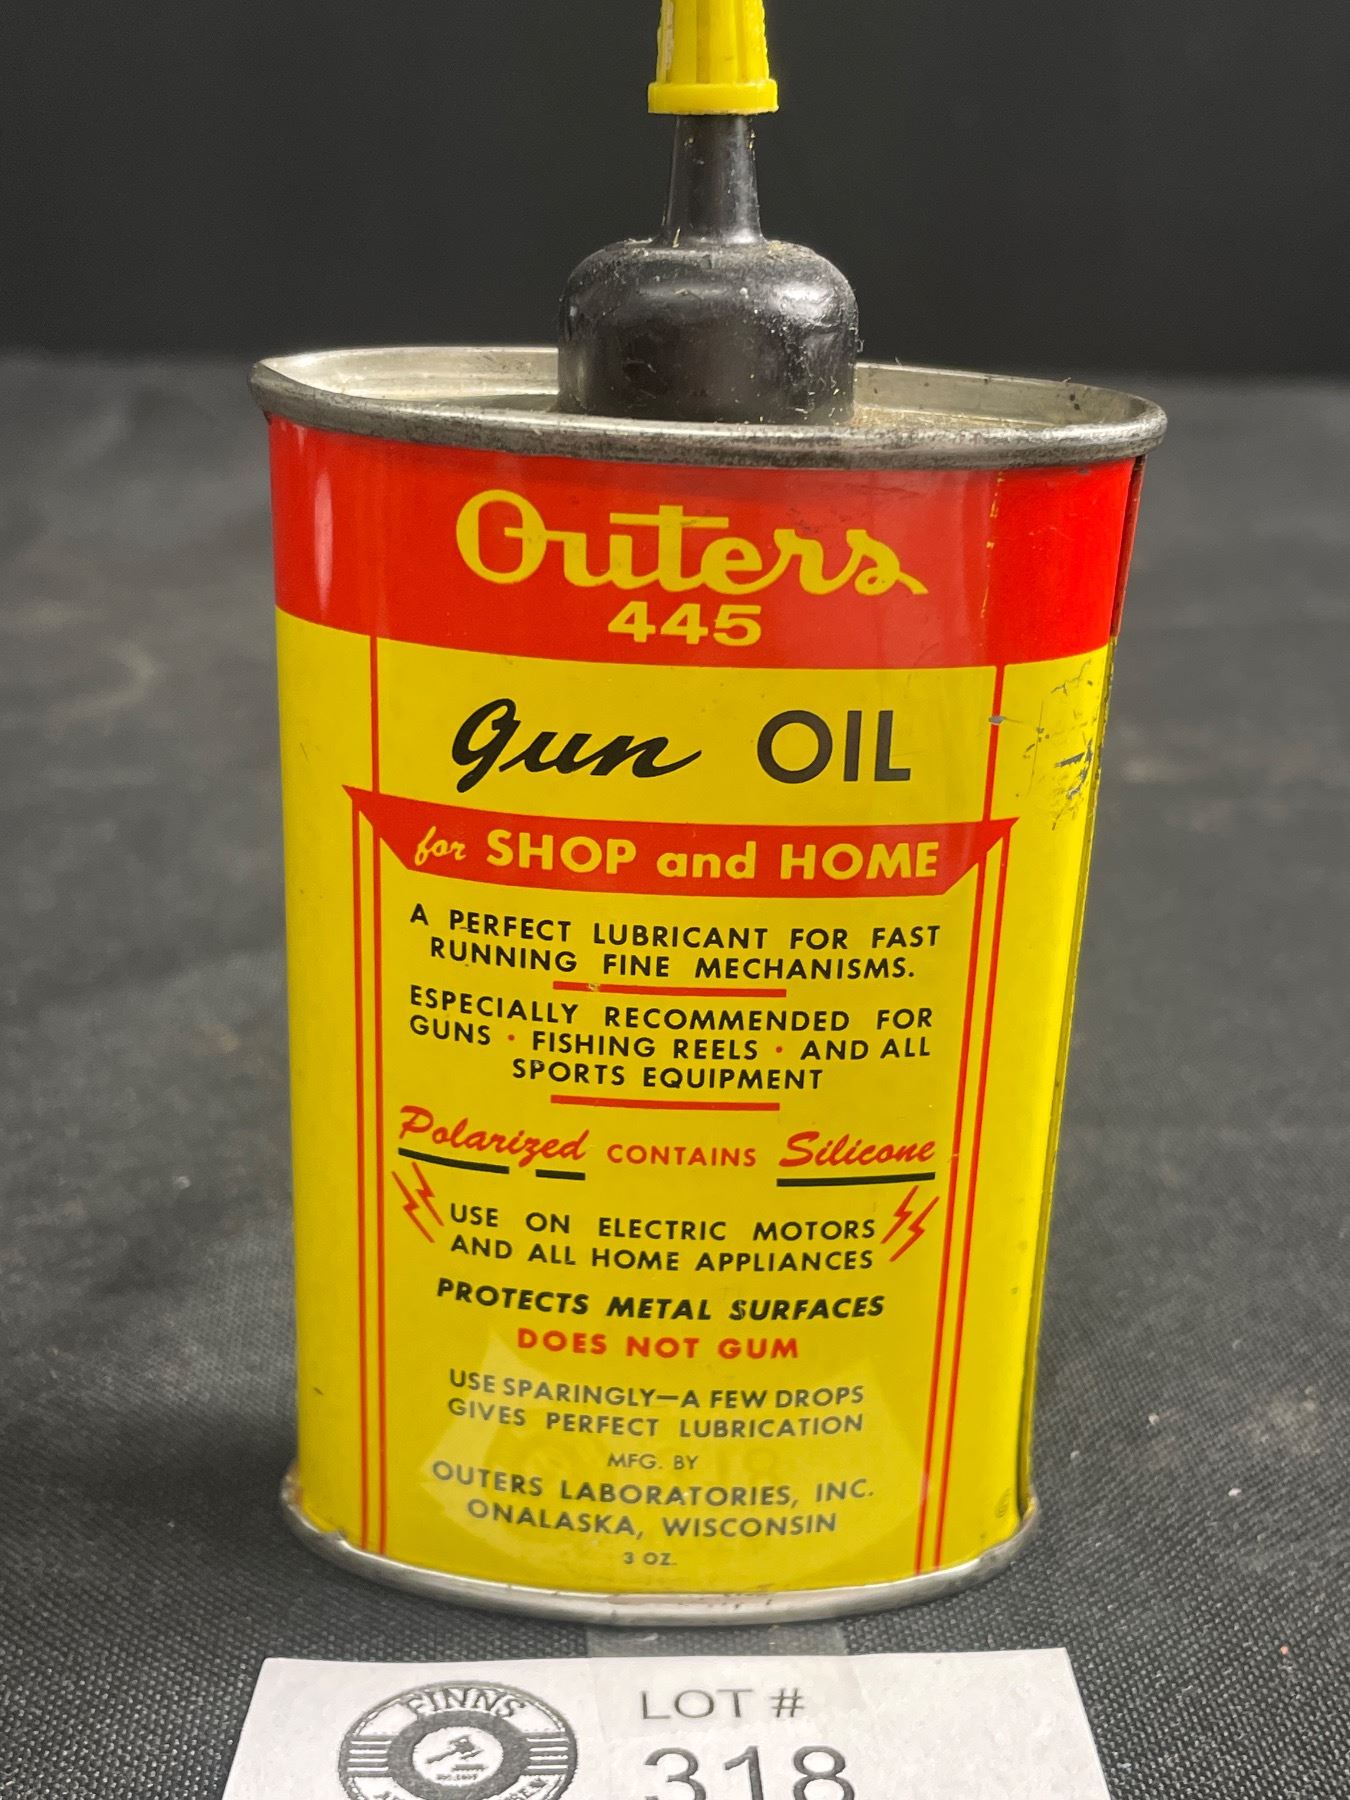 Outers
445
Gun OIL
for SHOP and HOME
A PERFECT LUBRICANT FOR FAST
RUNNING FINE MECHANISMS.
ESPECIALLY RECOMMENDED FOR
GUNS • FISHING REELS • AND ALL
SPORTS EQUIPMENT
Polarized CONTAINS Silicone
USE ON ELECTRIC MOTORS
AND ALL HOME APPLIANCES
PROTECTS METAL SURFACES
DOES NOT GUM
USE SPARINGLY—A FEW DROPS
GIVES PERFECT LUBRICATION
MFG. BY
OUTERS LABORATORIES, INC.
ONALASKA, WISCONSIN
3 OZ.
FINNS
LOT #
318